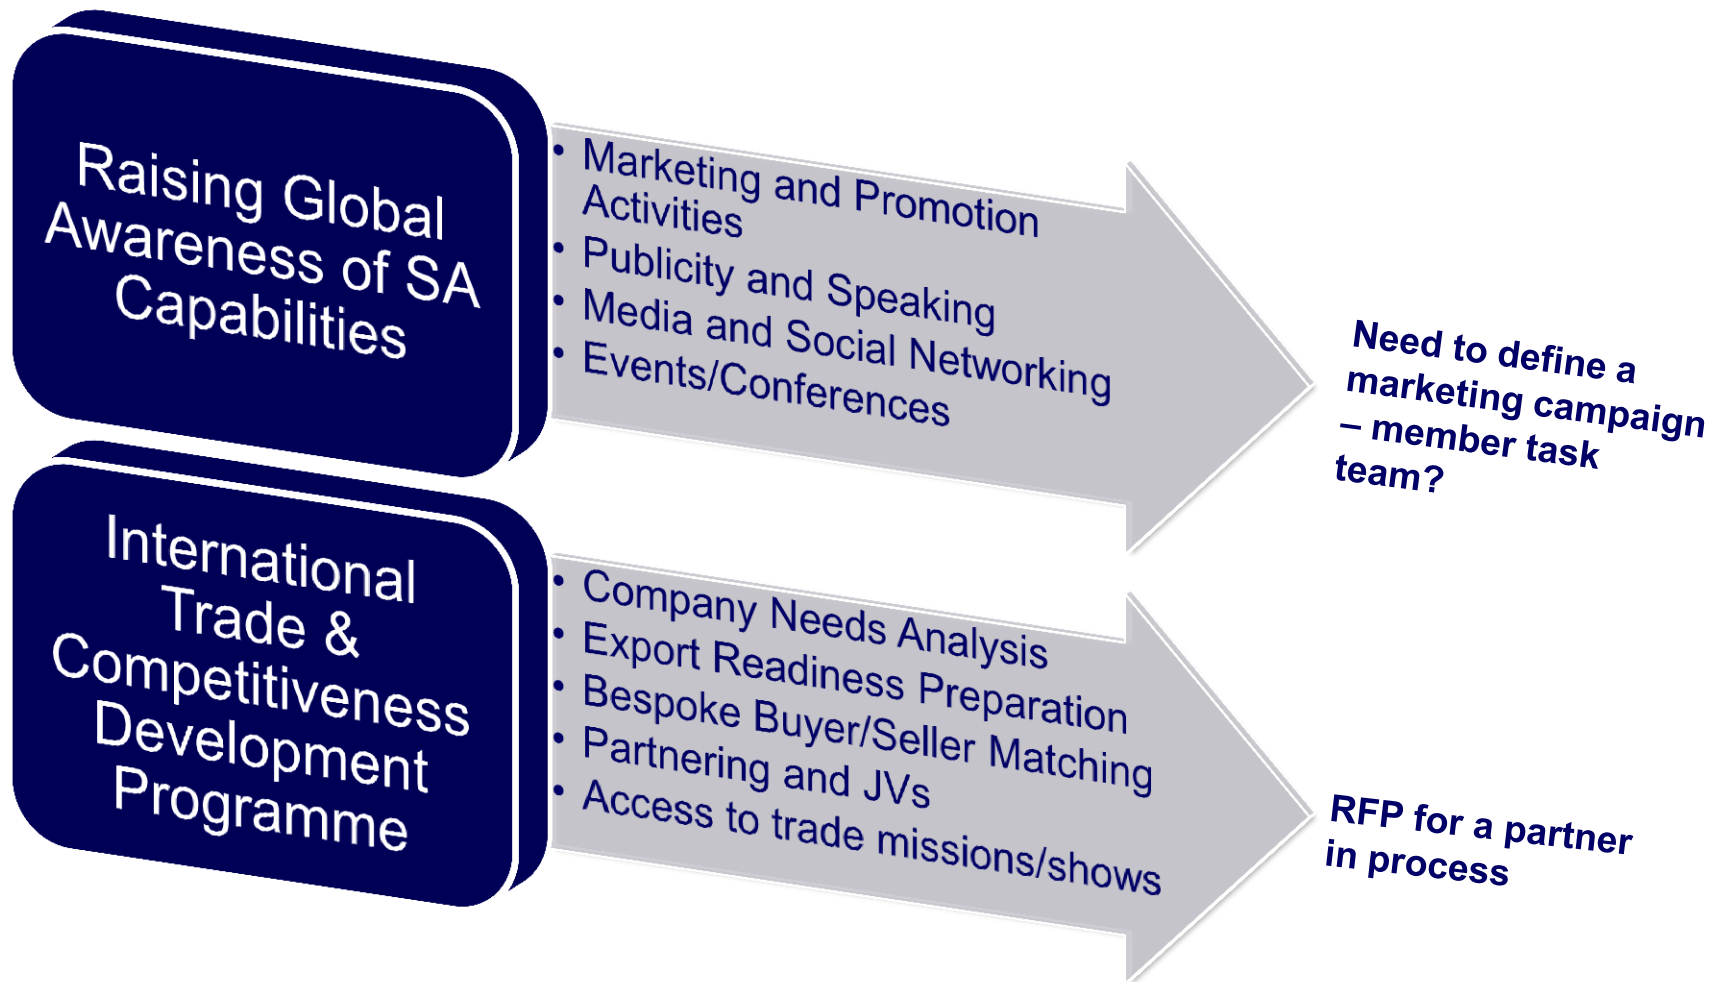 Raising Global
Awareness of SA
Capabilities
• Marketing and Promotion
Activities
• Publicity and Speaking
• Media and Social Networking
• Events/Conferences
Need to define a
marketing campaign
– member task
team?
International
Trade &
Competitiveness
Development
Programme
• Company Needs Analysis
• Export Readiness Preparation
• Bespoke Buyer/Seller Matching
• Partnering and JVs
• Access to trade missions/shows
RFP for a partner
in process